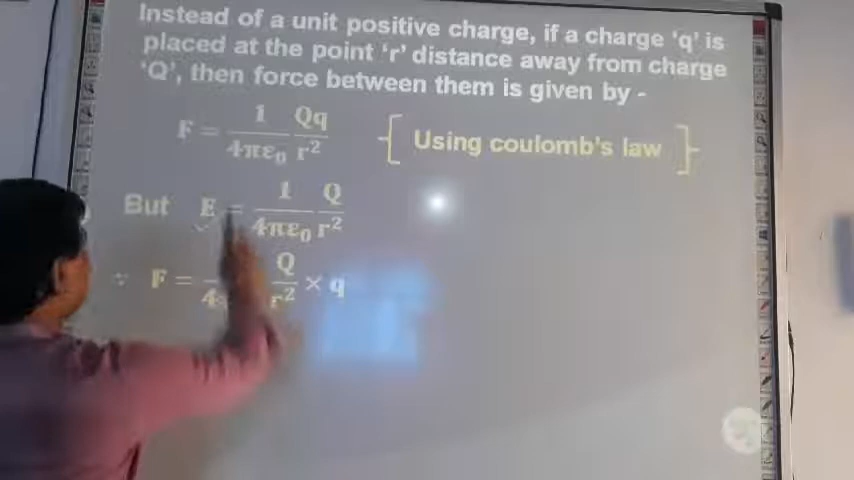 Instead of a unit positive charge, if a charge 'q' is
placed at the point 'r' distance away from charge
'Q', then force between them is given by -
F = 1/4πε₀ Qq/r² { Using coulomb's law }
But E = 1/4πε₀ Q/r²
∴ F = 4 Q/r² × q